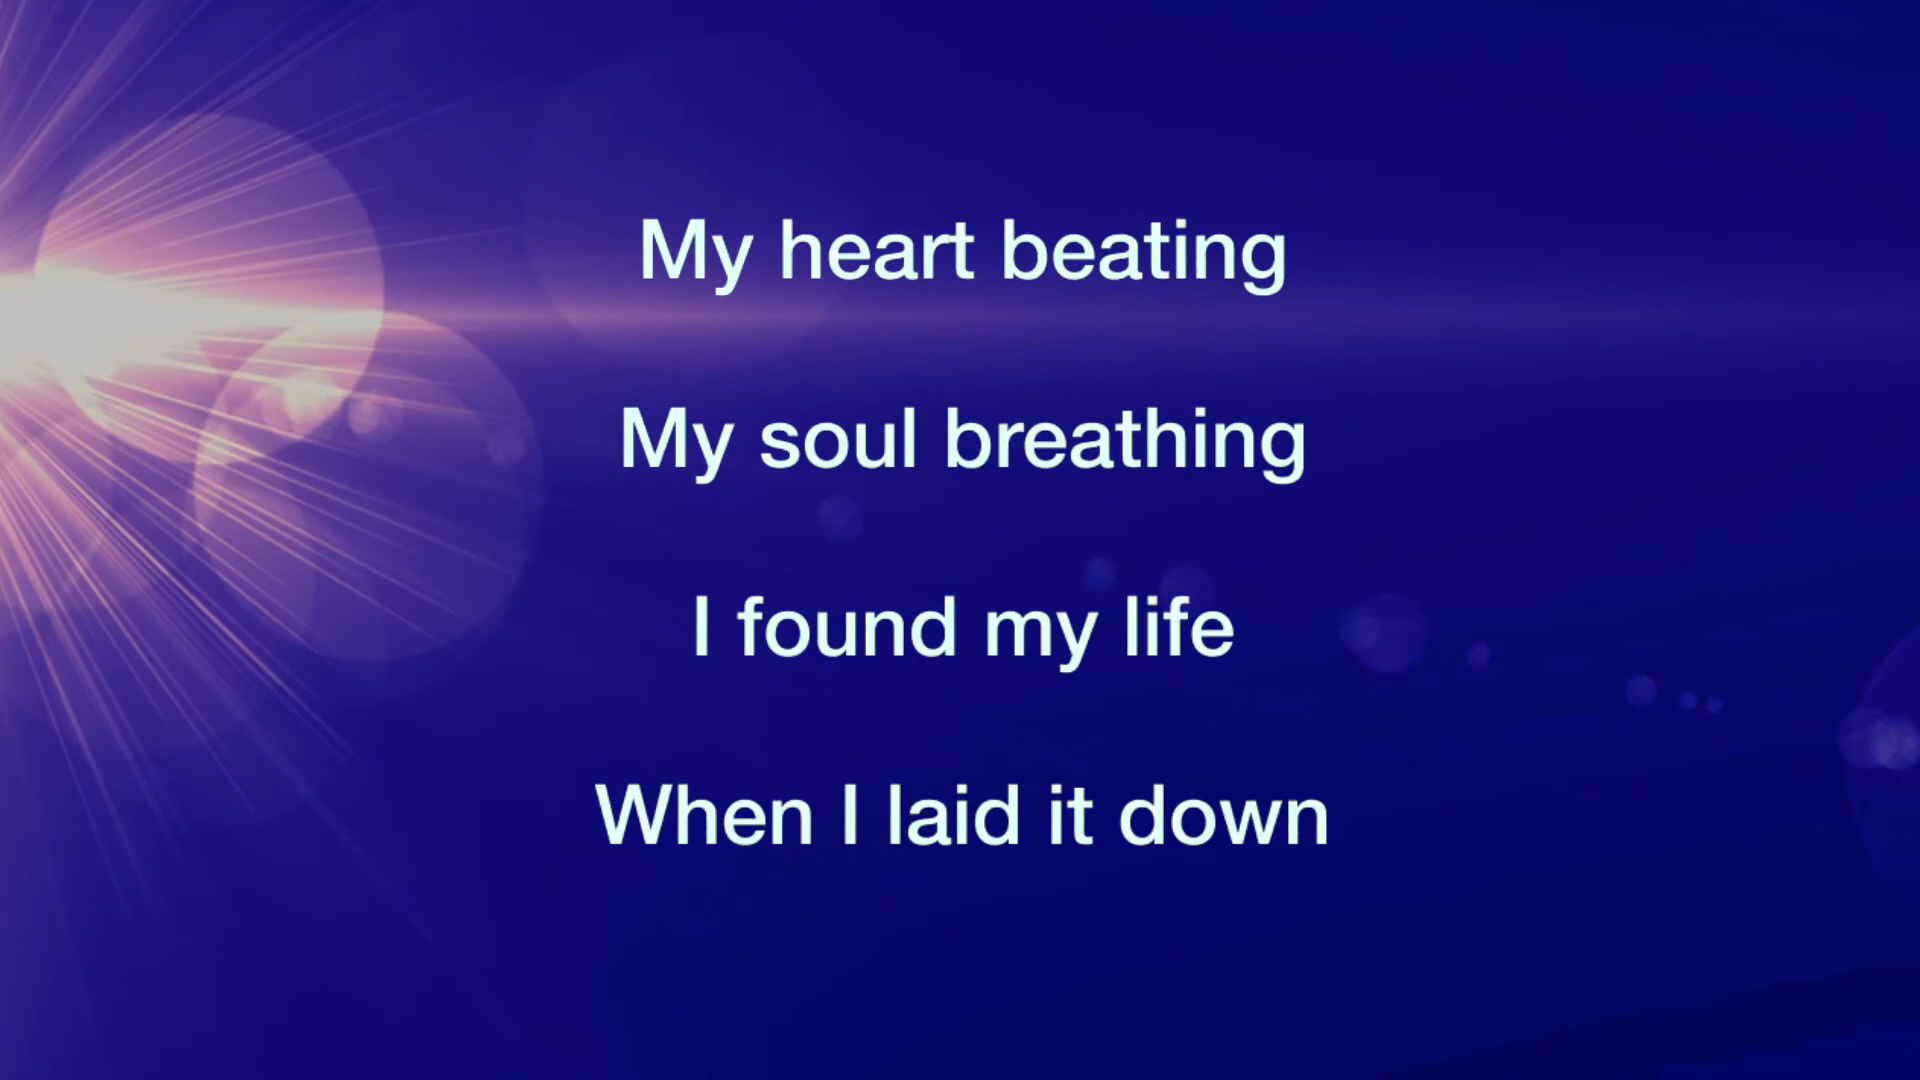 My heart beating
My soul breathing
I found my life
When I laid it down